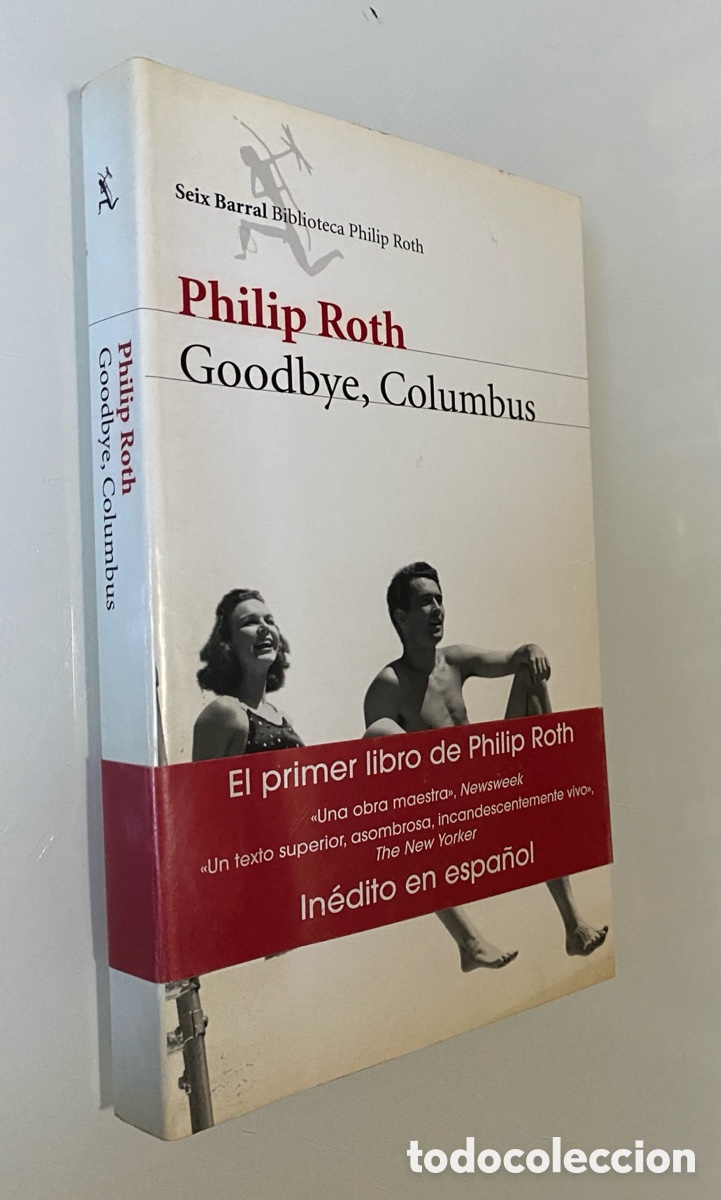 Seix Barral Biblioteca Philip Roth
Philip Roth
Goodbye, Columbus
Philip Roth
Goodbye, Columbus
El primer libro de Philip Roth
«Una obra maestra», Newsweek
«Un texto superior, asombrosa, incandescentemente vivo»,
The New Yorker
Inédito en español
todocoleccion